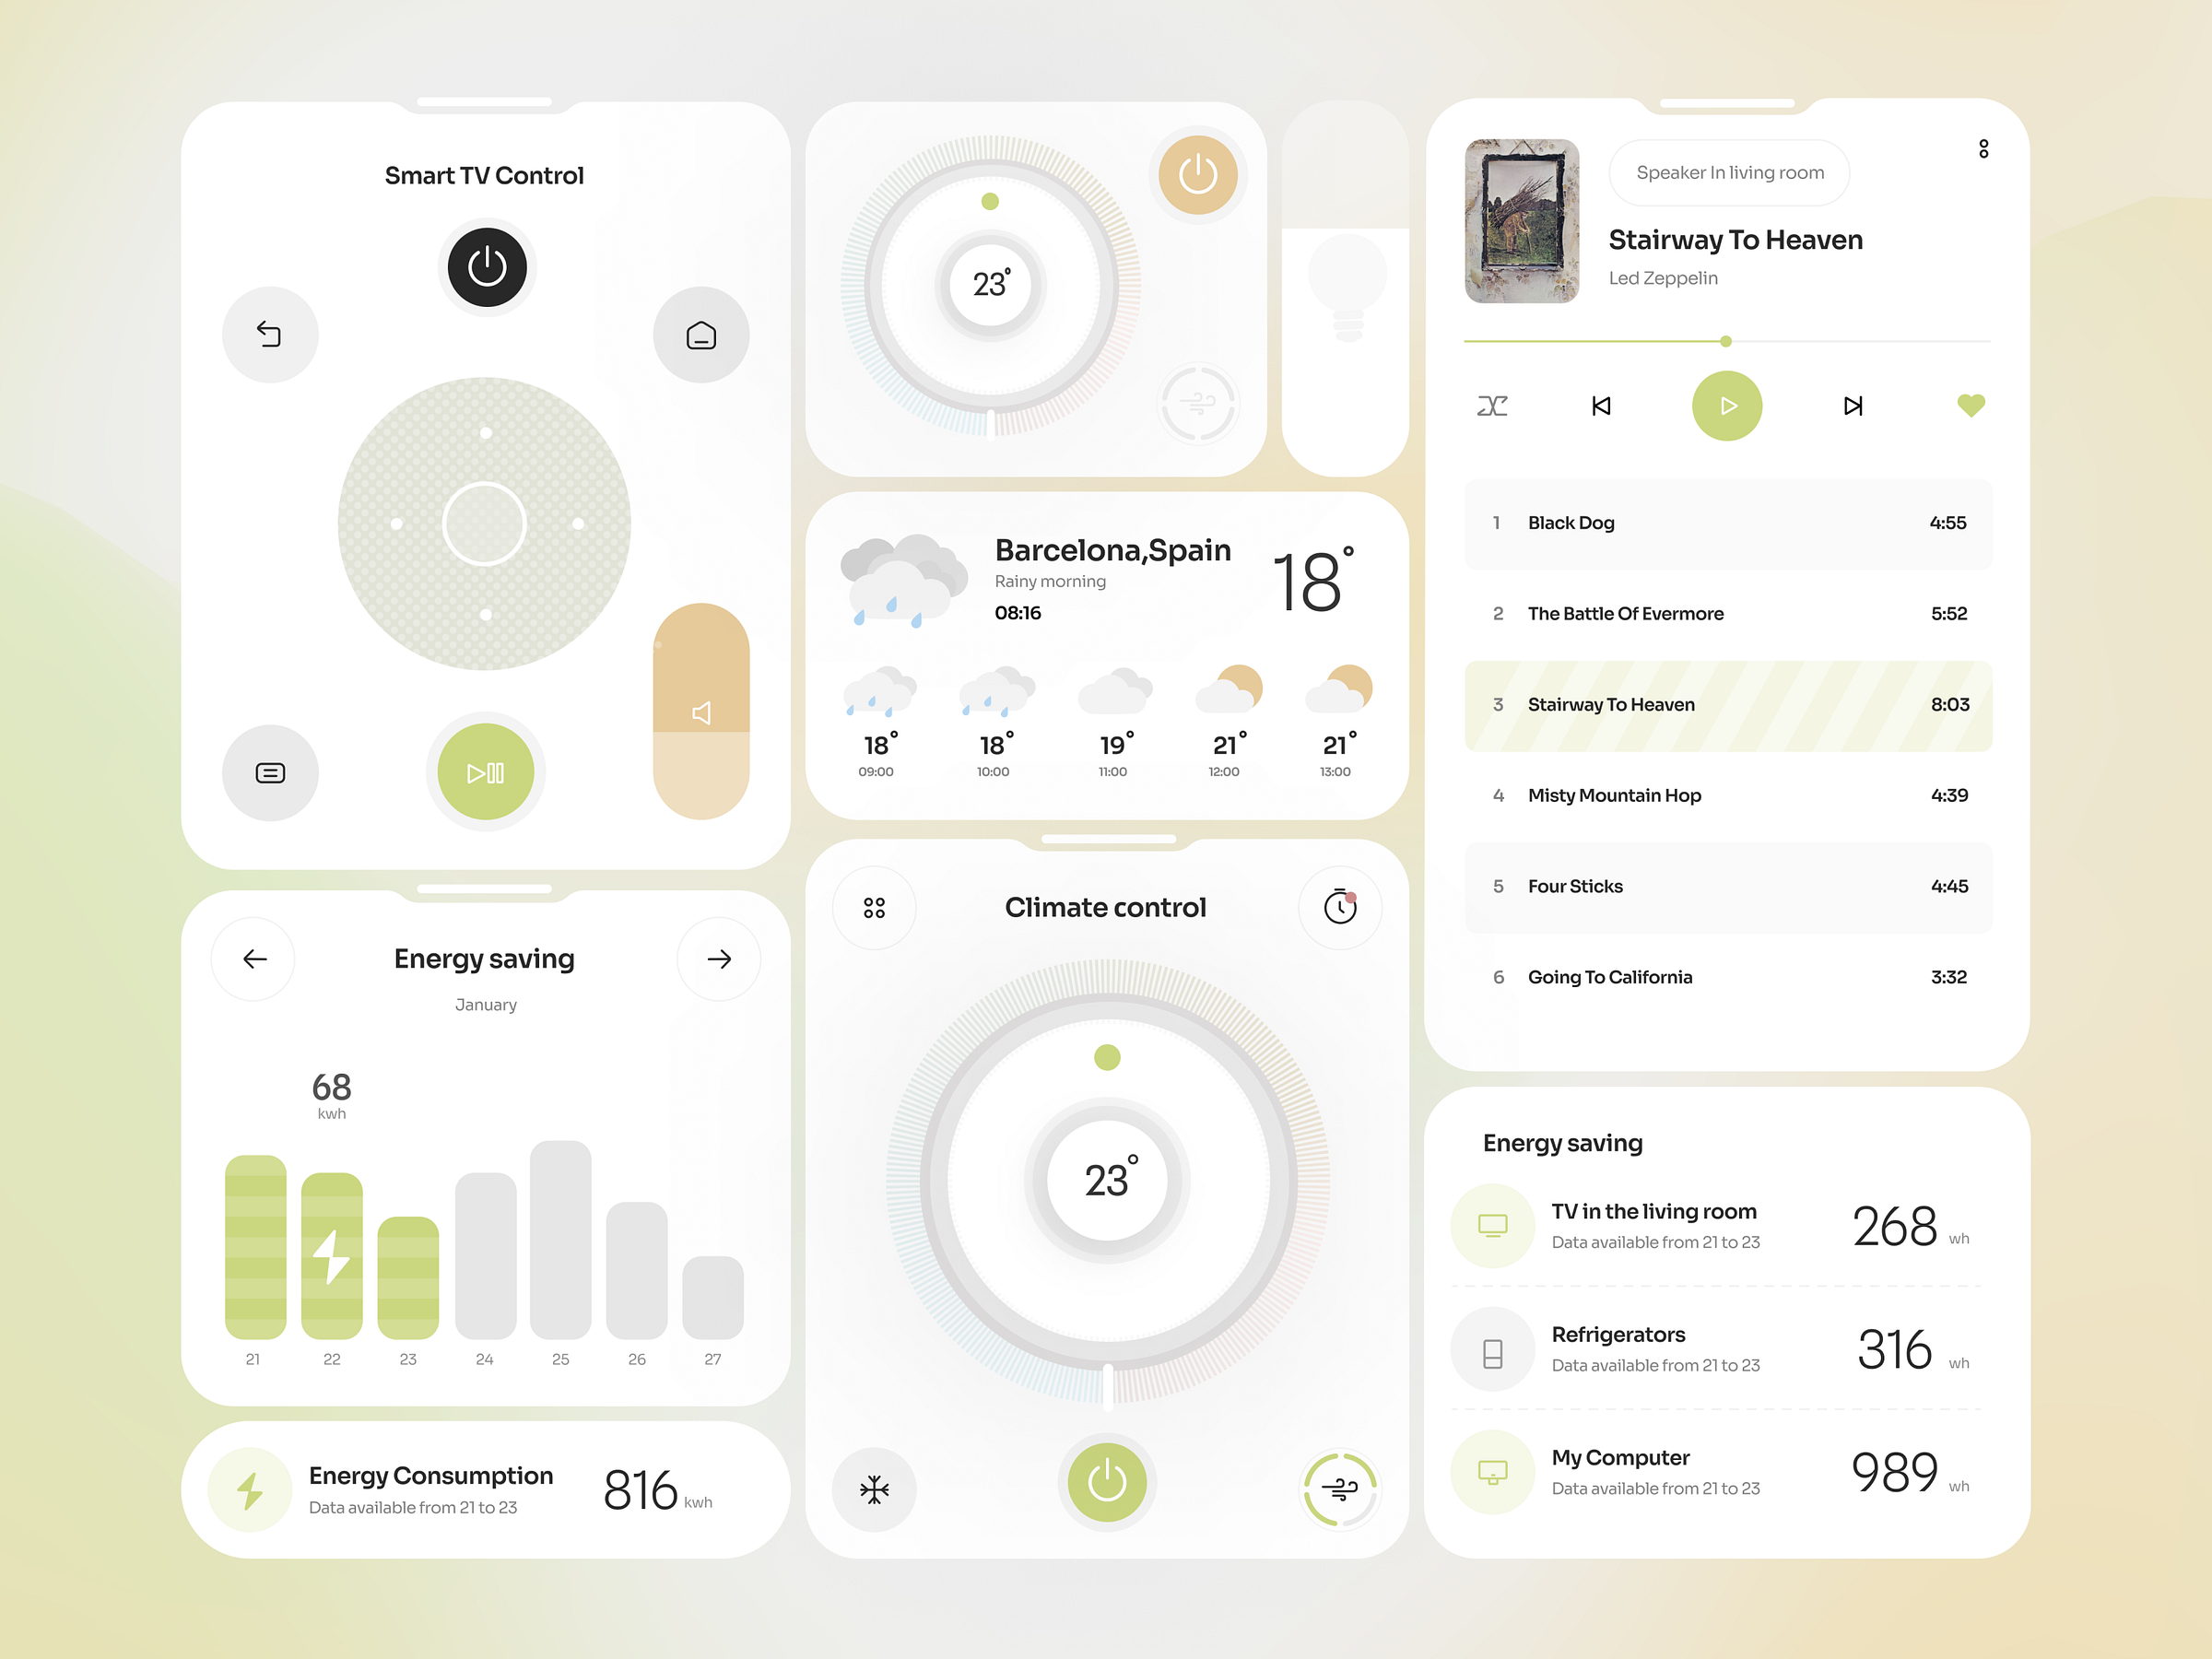 Smart TV Control
Energy saving
January
68
kwh
21 22 23 24 25 26 27
Energy Consumption
Data available from 21 to 23
816 kwh
23°
Barcelona,Spain
Rainy morning
08:16
18°
18° 18° 19° 21° 21°
09:00 10:00 11:00 12:00 13:00
Climate control
23°
Speaker In living room
Stairway To Heaven
Led Zeppelin
1 Black Dog 4:55
2 The Battle Of Evermore 5:52
3 Stairway To Heaven 8:03
4 Misty Mountain Hop 4:39
5 Four Sticks 4:45
6 Going To California 3:32
Energy saving
TV in the living room
Data available from 21 to 23
268 wh
Refrigerators
Data available from 21 to 23
316 wh
My Computer
Data available from 21 to 23
989 wh